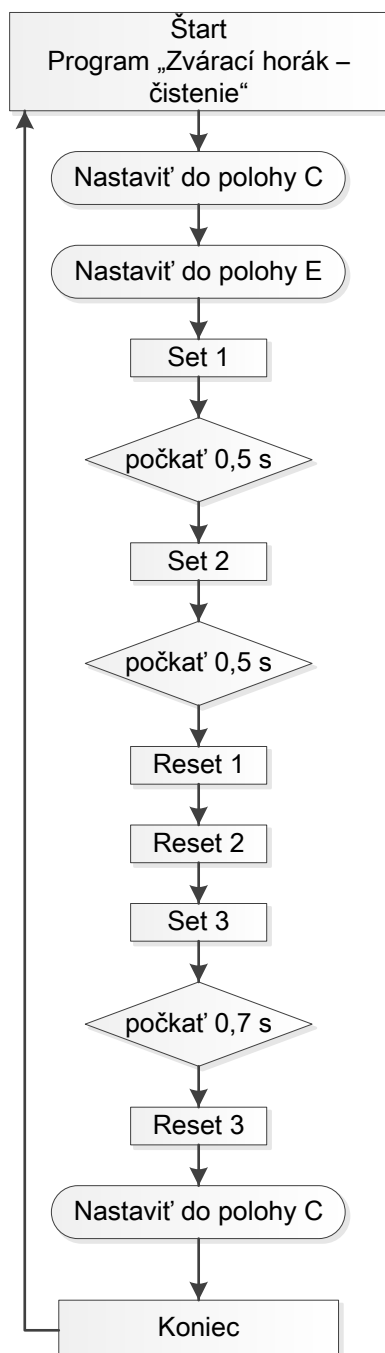 Štart
Program „Zvárací horák –
čistenie“
Nastaviť do polohy C
Nastaviť do polohy E
Set 1
počkať 0,5 s
Set 2
počkať 0,5 s
Reset 1
Reset 2
Set 3
počkať 0,7 s
Reset 3
Nastaviť do polohy C
Koniec